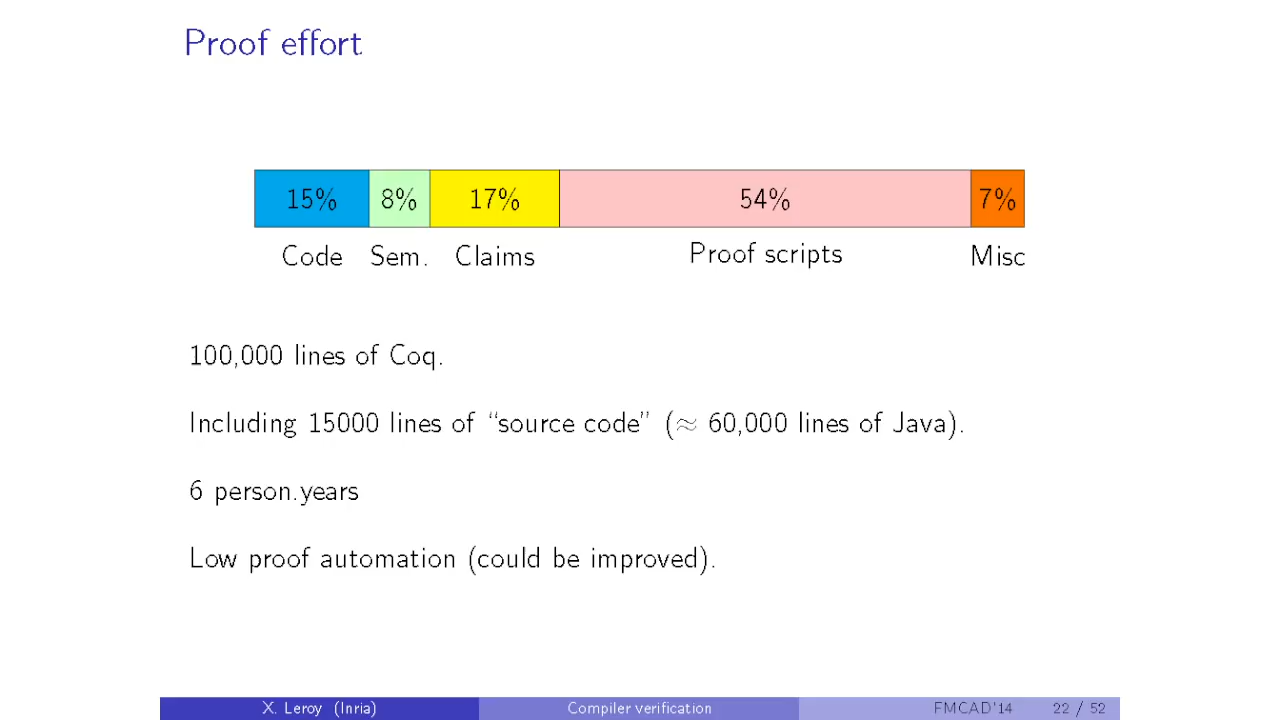 Proof effort
15% 8% 17% 54% 7%
Code Sem. Claims Proof scripts Misc
100,000 lines of Coq.
Including 15000 lines of “source code” (≈ 60,000 lines of Java).
6 person.years
Low proof automation (could be improved).
X. Leroy (Inria) Compiler verification FMCAD'14 22 / 52